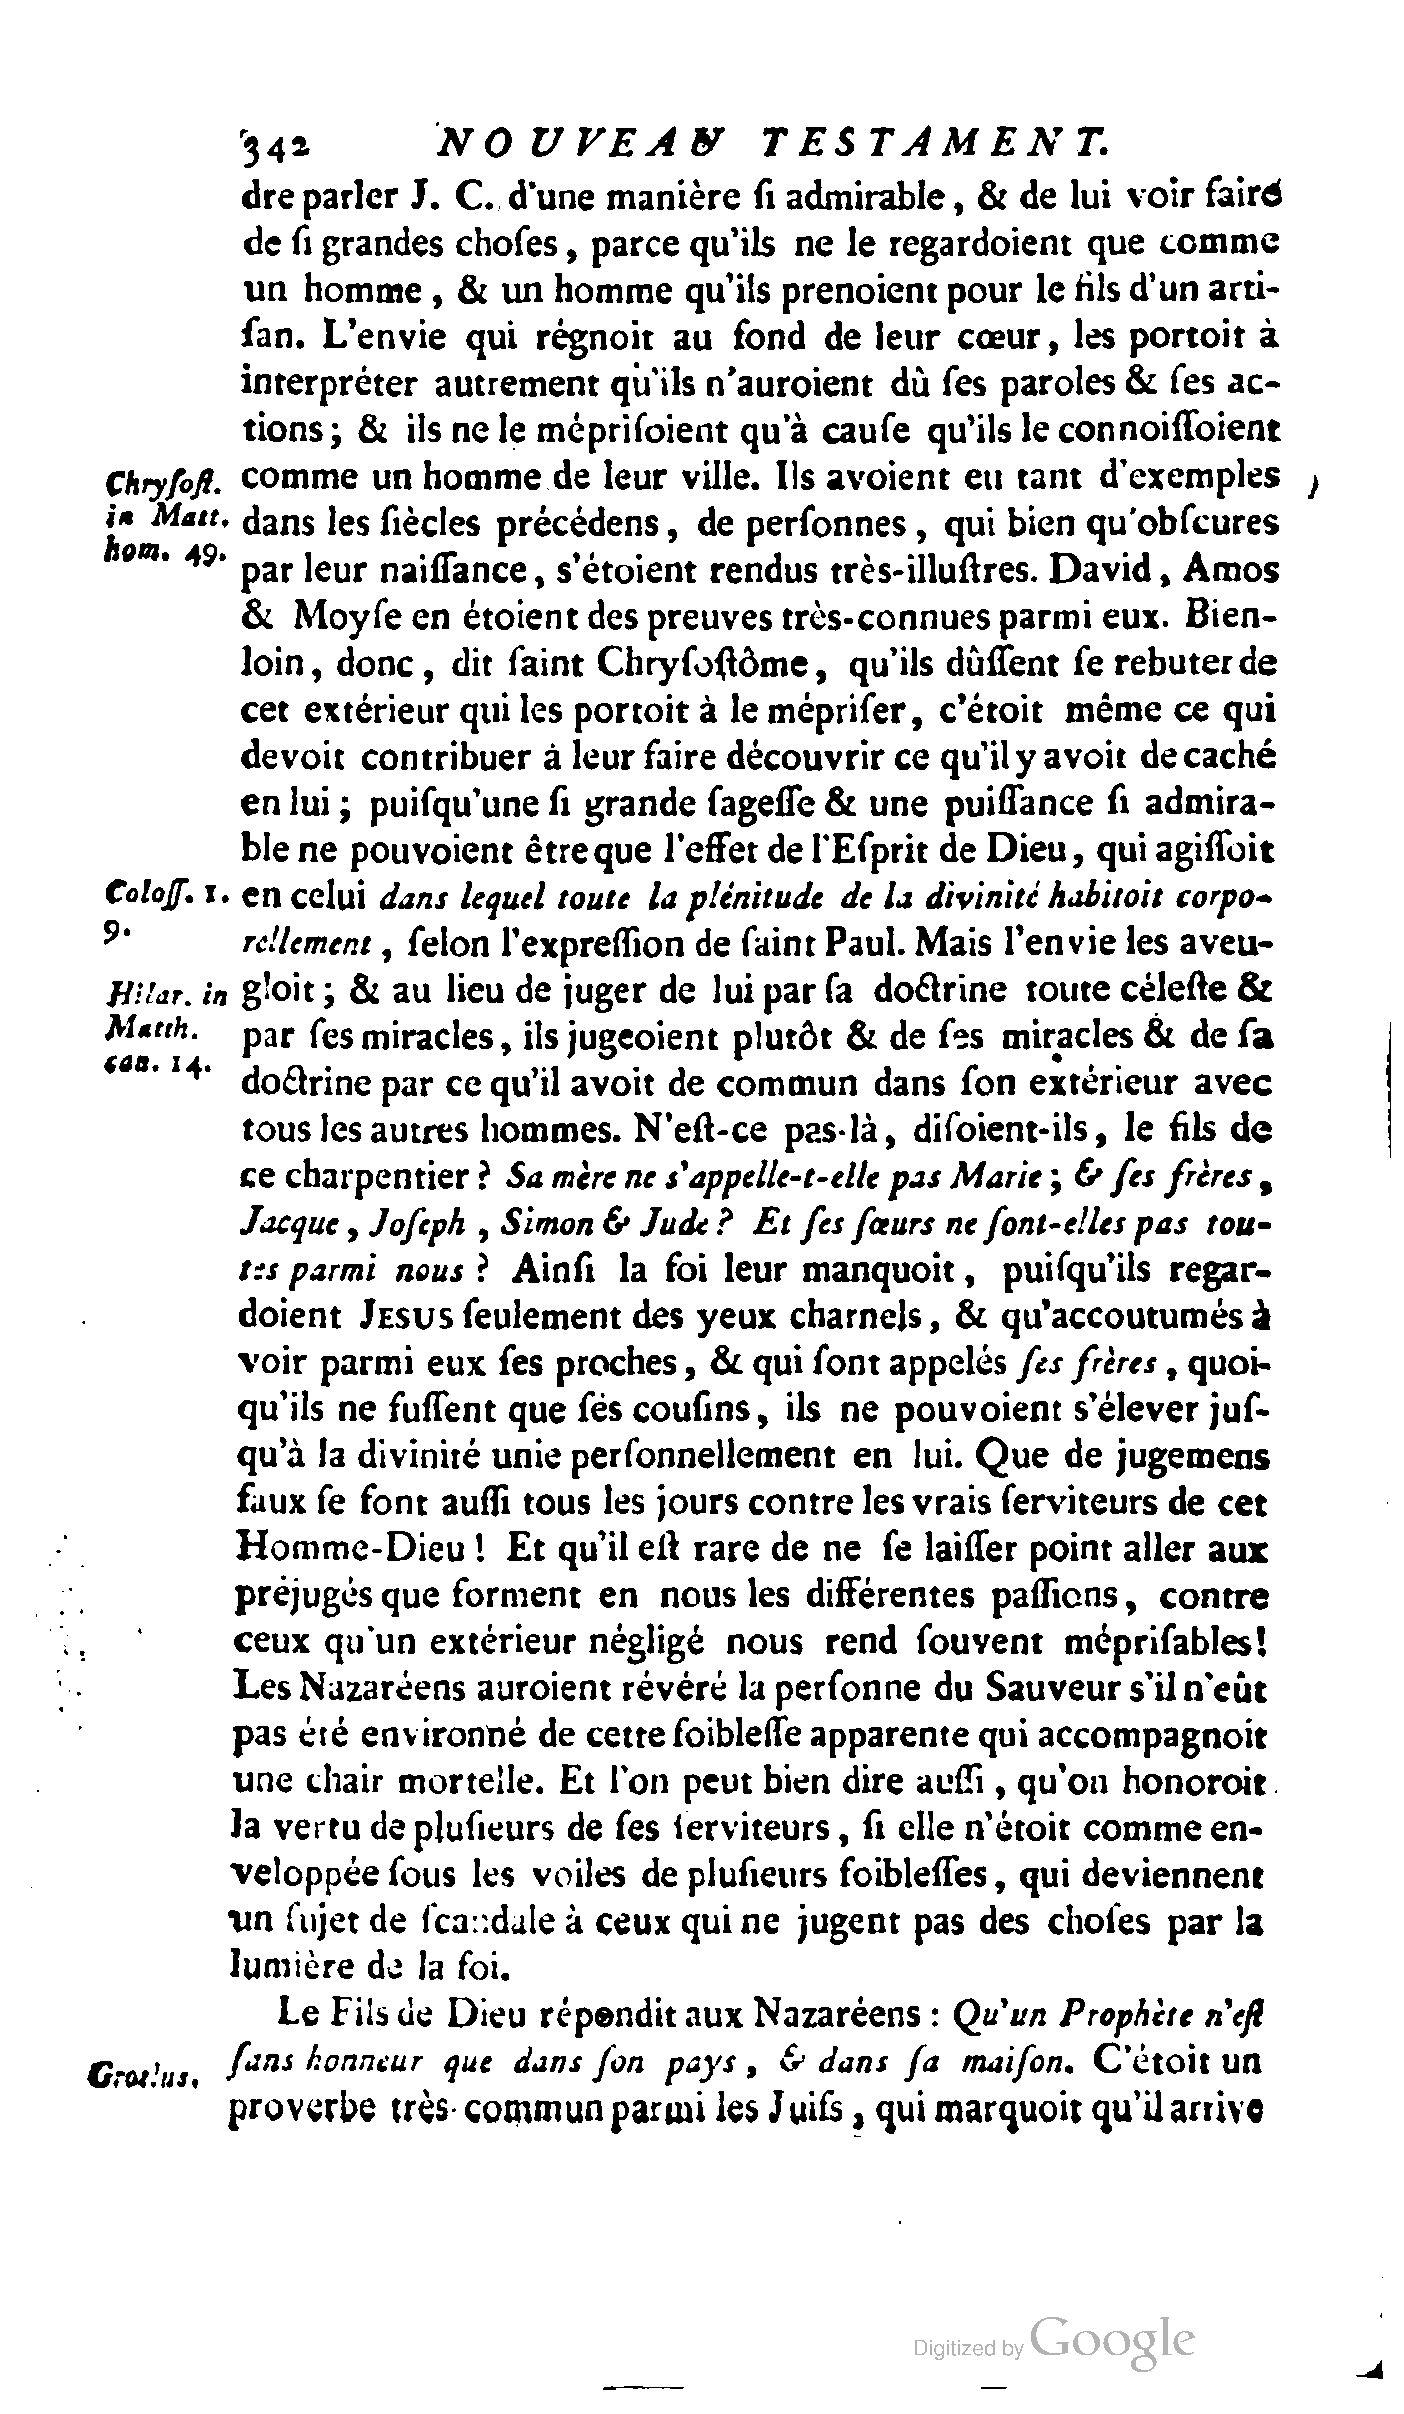 342 NOUVEAU TESTAMENT.
dre parler J. C. d'une manière ſi admirable, & de lui voir faire
de ſi grandes choſes, parce qu'ils ne le regardoient que comme
un homme, & un homme qu'ils prenoient pour le fils d'un arti-
ſan. L'envie qui régnoit au fond de leur cœur, les portoit à
interpréter autrement qu'ils n'auroient dû ſes paroles & ſes ac-
tions; & ils ne le mépriſoient qu'à cauſe qu'ils le connoiſſoient
Chryſoſt. comme un homme de leur ville. Ils avoient eu tant d'exemples
in Matt. dans les ſiècles précédens, de perſonnes, qui bien qu'obſcures
hom. 49. par leur naiſſance, s'étoient rendus très-illuſtres. David, Amos
& Moyſe en étoient des preuves très-connues parmi eux. Bien-
loin, donc, dit ſaint Chryſoſtôme, qu'ils dûſſent ſe rebuter de
cet extérieur qui les portoit à le mépriſer, c'étoit même ce qui
devoit contribuer à leur faire découvrir ce qu'il y avoit de caché
en lui; puiſqu'une ſi grande ſageſſe & une puiſſance ſi admira-
ble ne pouvoient être que l'effet de l'Eſprit de Dieu, qui agiſſoit
Coloſſ. 1. en celui dans lequel toute la plénitude de la divinité habitoit corpo-
9. rellement, ſelon l'expreſſion de ſaint Paul. Mais l'envie les aveu-
Hilar. in gloit; & au lieu de juger de lui par ſa doctrine toute céleſte &
Matth. par ſes miracles, ils jugeoient plutôt & de ſes miracles & de ſa
can. 14. doctrine par ce qu'il avoit de commun dans ſon extérieur avec
tous les autres hommes. N'eſt-ce pas-là, diſoient-ils, le fils de
ce charpentier? Sa mère ne s'appelle-t-elle pas Marie; & ſes frères,
Jacque, Joſeph, Simon & Jude? Et ſes ſœurs ne ſont-elles pas tou-
tes parmi nous? Ainſi la foi leur manquoit, puiſqu'ils regar-
doient JESUS ſeulement des yeux charnels, & qu'accoutumés à
voir parmi eux ſes proches, & qui ſont appelés ſes frères, quoi-
qu'ils ne fuſſent que ſes couſins, ils ne pouvoient s'élever juſ-
qu'à la divinité unie perſonnellement en lui. Que de jugemens
faux ſe font auſſi tous les jours contre les vrais ſerviteurs de cet
Homme-Dieu! Et qu'il eſt rare de ne ſe laiſſer point aller aux
préjugés que forment en nous les différentes paſſions, contre
ceux qu'un extérieur négligé nous rend ſouvent mépriſables!
Les Nazaréens auroient révéré la perſonne du Sauveur s'il n'eût
pas été environné de cette foibleſſe apparente qui accompagnoit
une chair mortelle. Et l'on peut bien dire auſſi, qu'on honoroit
la vertu de pluſieurs de ſes ſerviteurs, ſi elle n'étoit comme en-
veloppée ſous les voiles de pluſieurs foibleſſes, qui deviennent
un ſujet de ſcandale à ceux qui ne jugent pas des choſes par la
lumière de la foi.
Le Fils de Dieu répondit aux Nazaréens: Qu'un Prophète n'eſt
Grotius. ſans honneur que dans ſon pays, & dans ſa maiſon. C'étoit un
proverbe très-commun parmi les Juifs, qui marquoit qu'il arrive
Digitized by Google